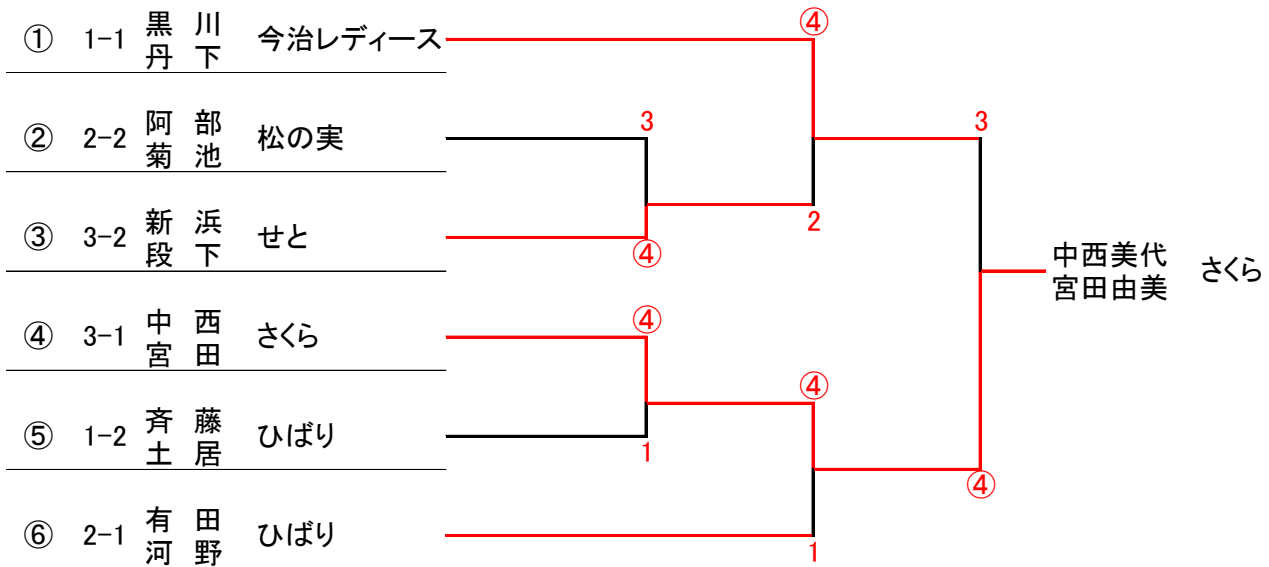 ① 1-1 黒川 今治レディース
丹下
② 2-2 阿部 松の実
菊池
③ 3-2 新浜 せと
段下
④ 3-1 中西 さくら
宮田
⑤ 1-2 斉藤 ひばり
土居
⑥ 2-1 有田 ひばり
河野
3
④
④
1
④
2
④
1
3
④
中西美代 さくら
宮田由美